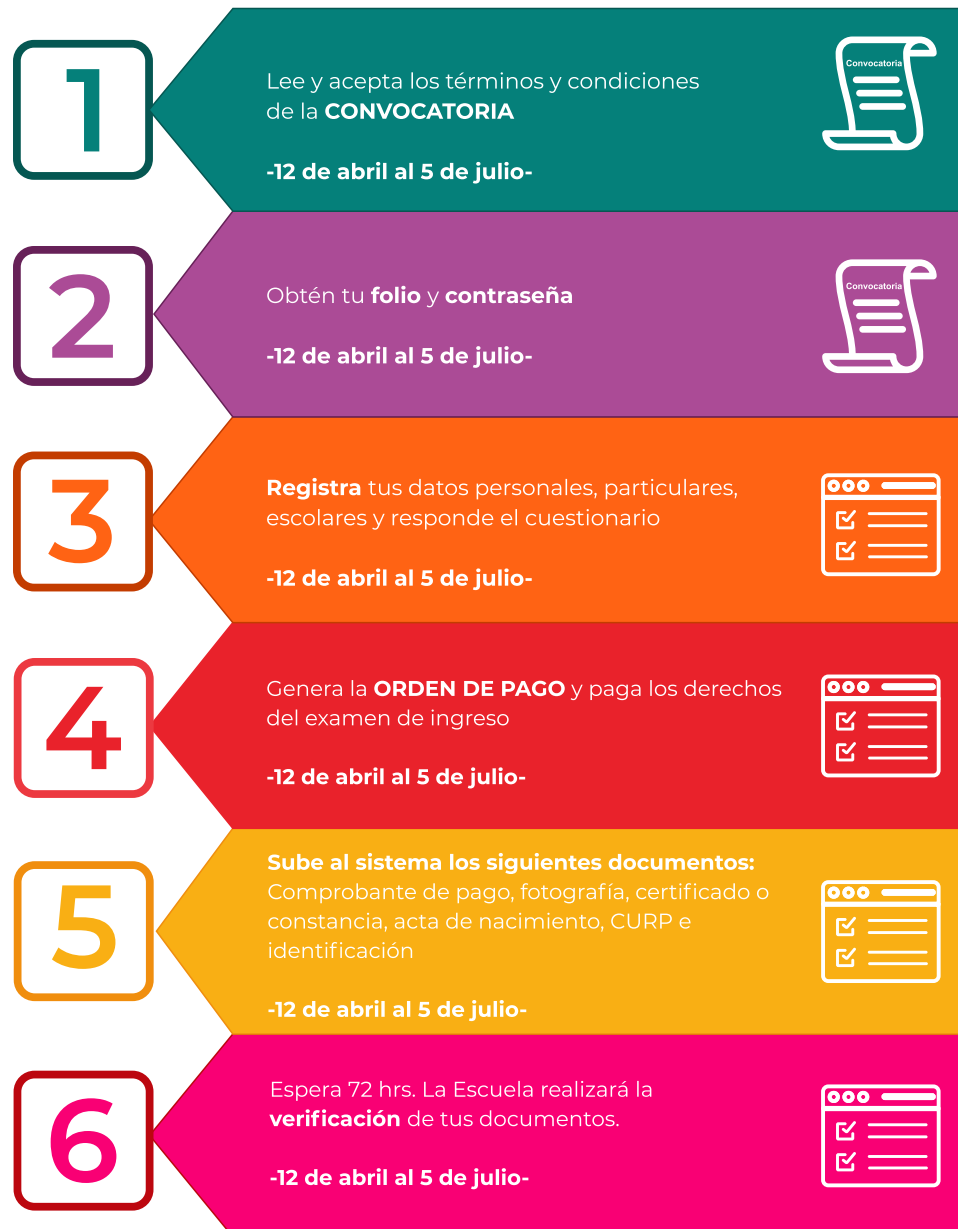 1
Lee y acepta los términos y condiciones
de la CONVOCATORIA
-12 de abril al 5 de julio-
Convocatoria
2
Obtén tu folio y contraseña
-12 de abril al 5 de julio-
Convocatoria
3
Registra tus datos personales, particulares,
escolares y responde el cuestionario
-12 de abril al 5 de julio-
4
Genera la ORDEN DE PAGO y paga los derechos
del examen de ingreso
-12 de abril al 5 de julio-
5
Sube al sistema los siguientes documentos:
Comprobante de pago, fotografía, certificado o
constancia, acta de nacimiento, CURP e
identificación
-12 de abril al 5 de julio-
6
Espera 72 hrs. La Escuela realizará la
verificación de tus documentos.
-12 de abril al 5 de julio-